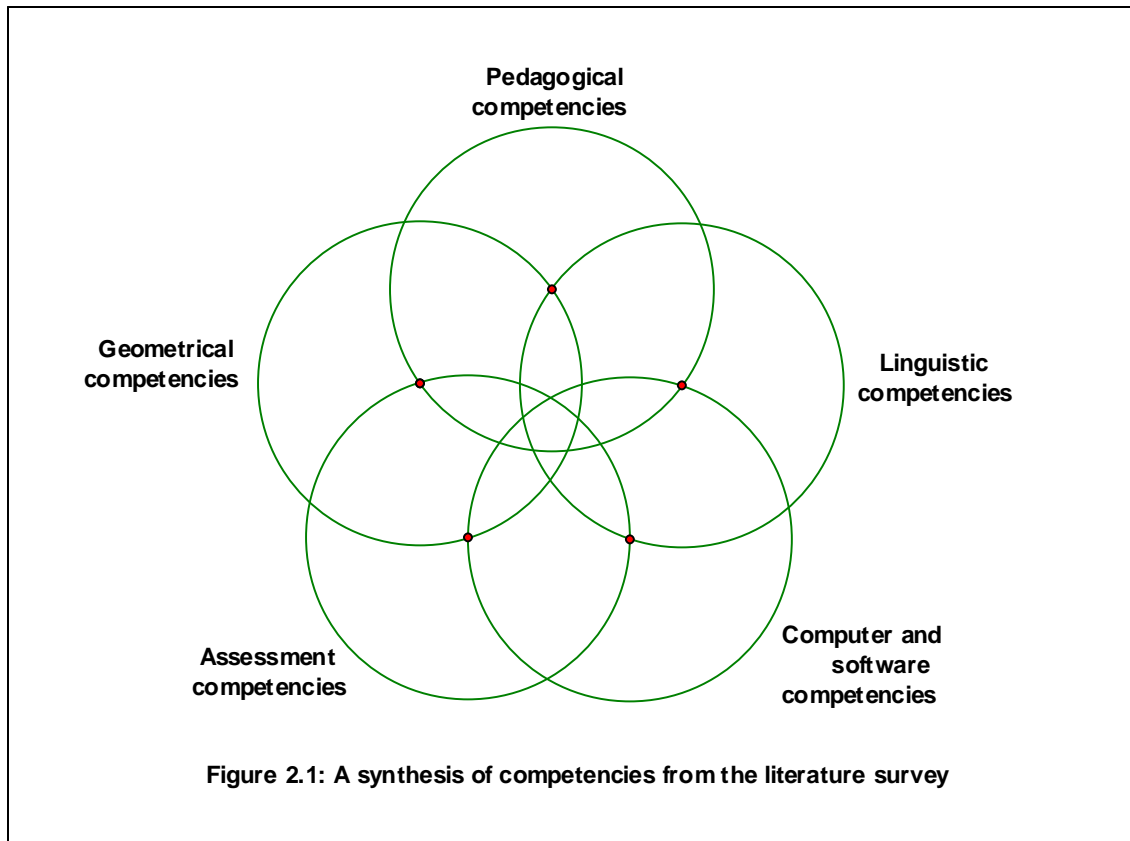 Pedagogical
competencies
Geometrical
competencies
Linguistic
competencies
Assessment
competencies
Computer and
software
competencies
Figure 2.1: A synthesis of competencies from the literature survey